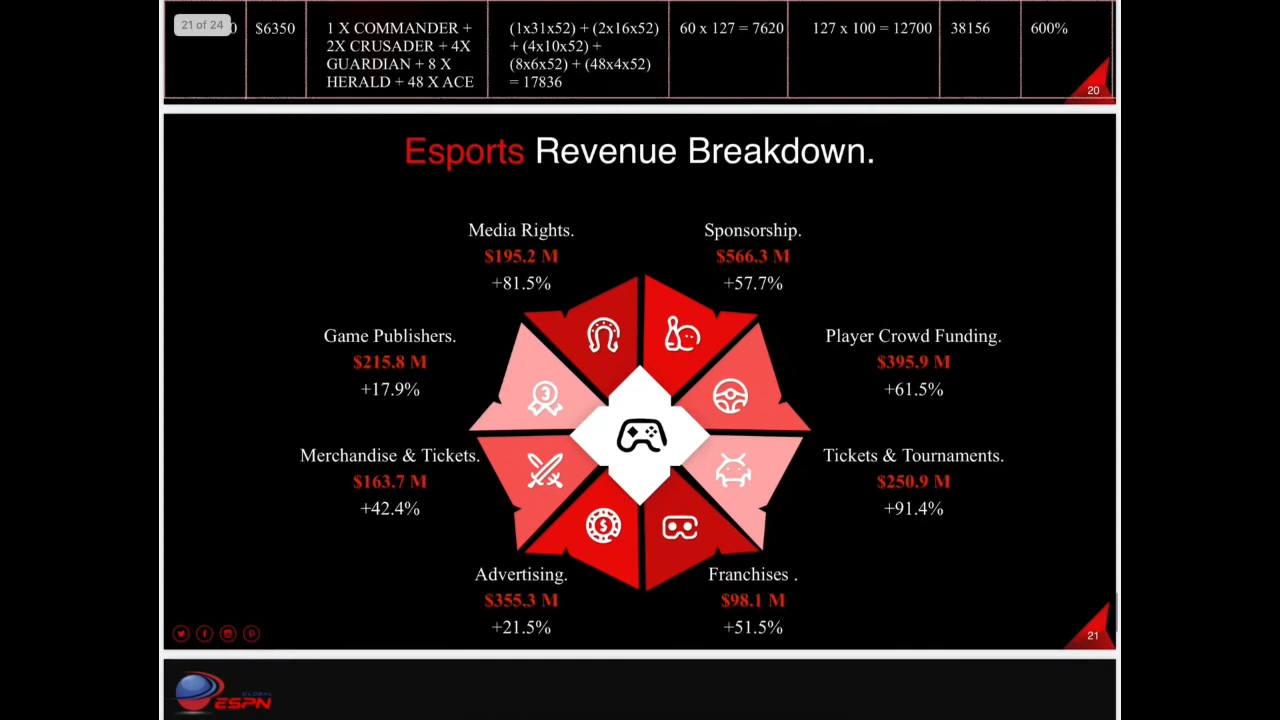 21 of 24
0
$6350
1 X COMMANDER +
2X CRUSADER + 4X
GUARDIAN + 8 X
HERALD + 48 X ACE
(1x31x52) + (2x16x52)
+ (4x10x52) +
(8x6x52) + (48x4x52)
= 17836
60 x 127 = 7620
127 x 100 = 12700
38156
600%
20
Esports Revenue Breakdown.
Media Rights.
$195.2 M
+81.5%
Sponsorship.
$566.3 M
+57.7%
Game Publishers.
$215.8 M
+17.9%
Player Crowd Funding.
$395.9 M
+61.5%
3
Merchandise & Tickets.
$163.7 M
+42.4%
Tickets & Tournaments.
$250.9 M
+91.4%
$
Advertising.
$355.3 M
+21.5%
Franchises .
$98.1 M
+51.5%
21
GLOBAL
ESPN